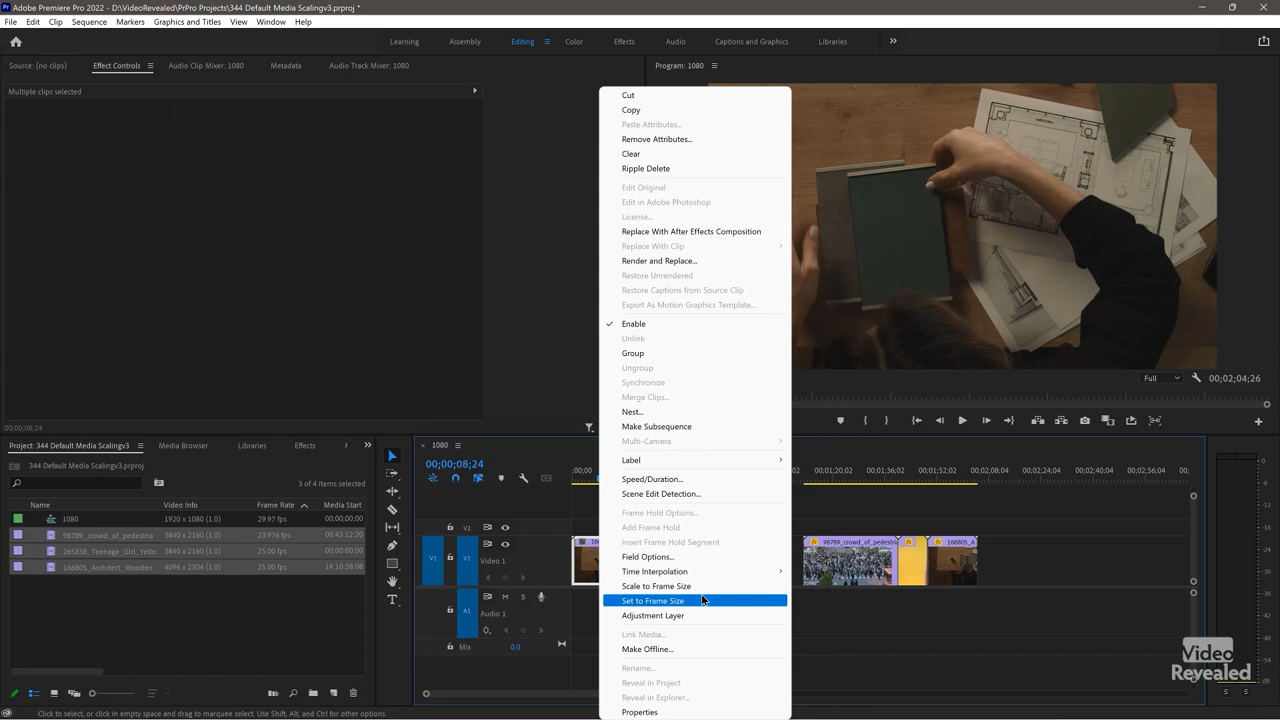 Adobe Premiere Pro 2022 - D:\VideoRevealed\PrPro Projects\344 Default Media Scalingv3.prproj *
File Edit Clip Sequence Markers Graphics and Titles View Window Help
Learning Assembly Editing Color Effects Audio Captions and Graphics Libraries
Source: (no clips) Effect Controls Audio Clip Mixer: 1080 Metadata Audio Track Mixer: 1080
Program: 1080
Multiple clips selected
Cut
Copy
Paste Attributes...
Remove Attributes...
Clear
Ripple Delete
Edit Original
Edit in Adobe Photoshop
License...
Replace With After Effects Composition
Replace With Clip
Render and Replace...
Restore Unrendered
Restore Captions from Source Clip
Export As Motion Graphics Template...
Enable
Unlink
Group
Ungroup
Synchronize
Merge Clips...
Nest...
Make Subsequence
Multi-Camera
Label
Speed/Duration...
Scene Edit Detection...
Frame Hold Options...
Add Frame Hold
Insert Frame Hold Segment
Field Options...
Time Interpolation
Scale to Frame Size
Set to Frame Size
Adjustment Layer
Link Media...
Make Offline...
Rename...
Reveal in Project
Reveal in Explorer...
Properties
Full 00;02;04;26
00;00;08;24
Project: 344 Default Media Scalingv3 Media Browser Libraries Effects
344 Default Media Scalingv3.prproj
3 of 4 items selected
Name Video Info Frame Rate Media Start
1080 1920 x 1080 (1.0) 29.97 fps 00;00;00;00
98789_crowd_of_pedestria 3840 x 2160 (1.0) 23.976 fps 00:43:12:20
265838_Teenage_Girl_Yello 3840 x 2160 (1.0) 25.00 fps 00:00:00:00
166805_Architect_Wooden 4096 x 2304 (1.0) 25.00 fps 14:10:58:08
1080
00;00;08;24
;00;00 00;01;20;02 00;01;36;02 00;01;52;02 00;02;08;04 00;02;24;04 00;02;40;04 00;02;56;04 00;
V2
V1 V1 Video 1
98789_crowd_of_pedestria 166805_A
A1 M S
Audio 1
Mix 0.0
0
-6
S S
Video
Revealed
Click to select, or click in empty space and drag to marquee select. Use Shift, Alt, and Ctrl for other options.